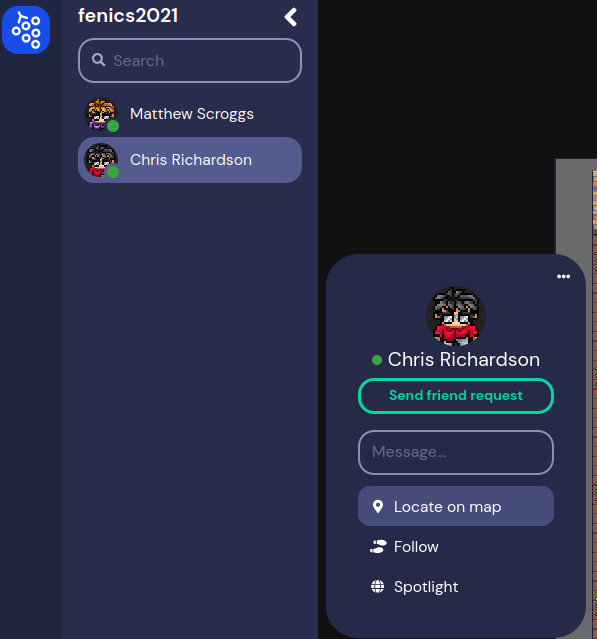 fenics2021
Search
Matthew Scroggs
Chris Richardson
Chris Richardson
Send friend request
Message...
Locate on map
Follow
Spotlight